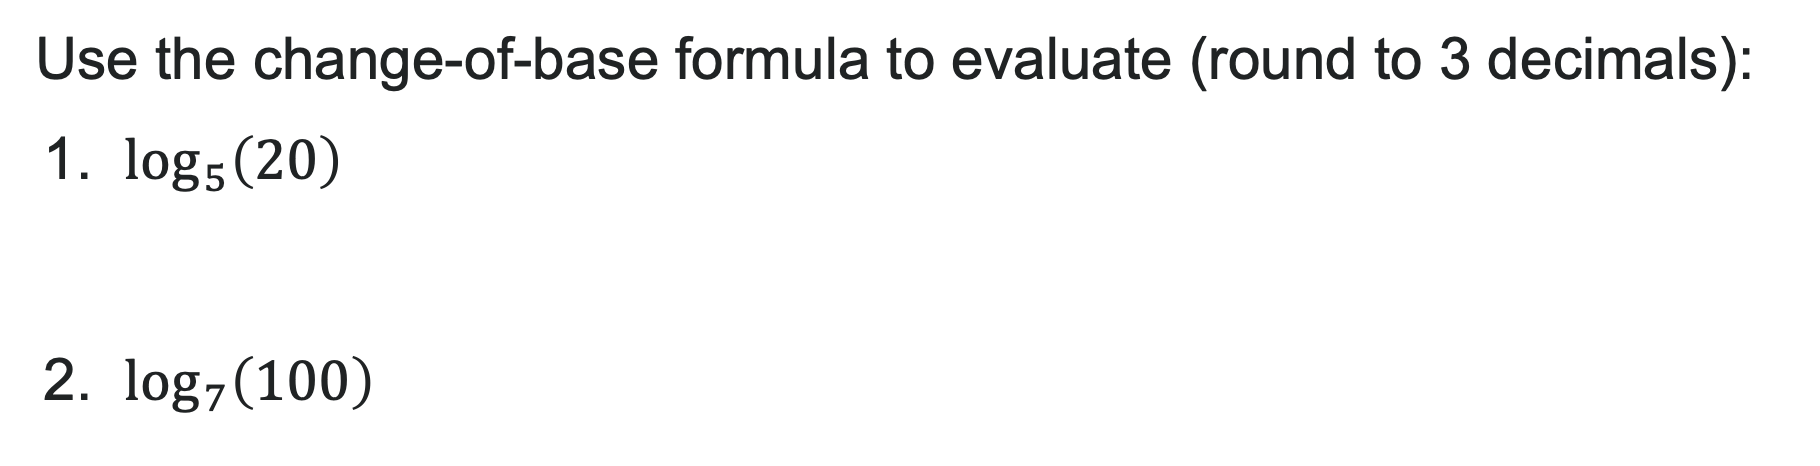 Use the change-of-base formula to evaluate (round to 3 decimals):
1. log₅(20)
2. log₇(100)